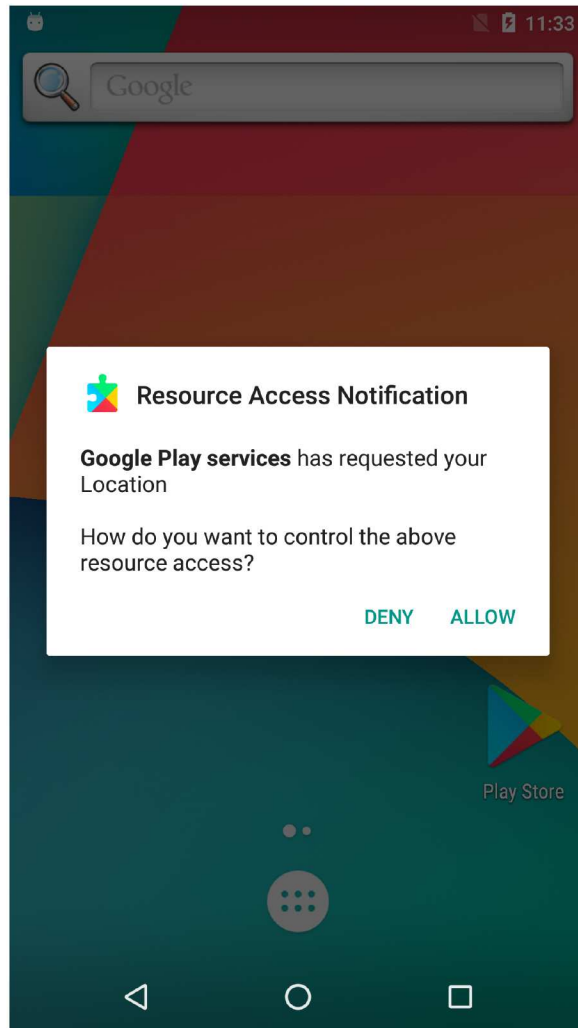 11:33
Google
Resource Access Notification
Google Play services has requested your
Location
How do you want to control the above
resource access?
DENY ALLOW
Play Store